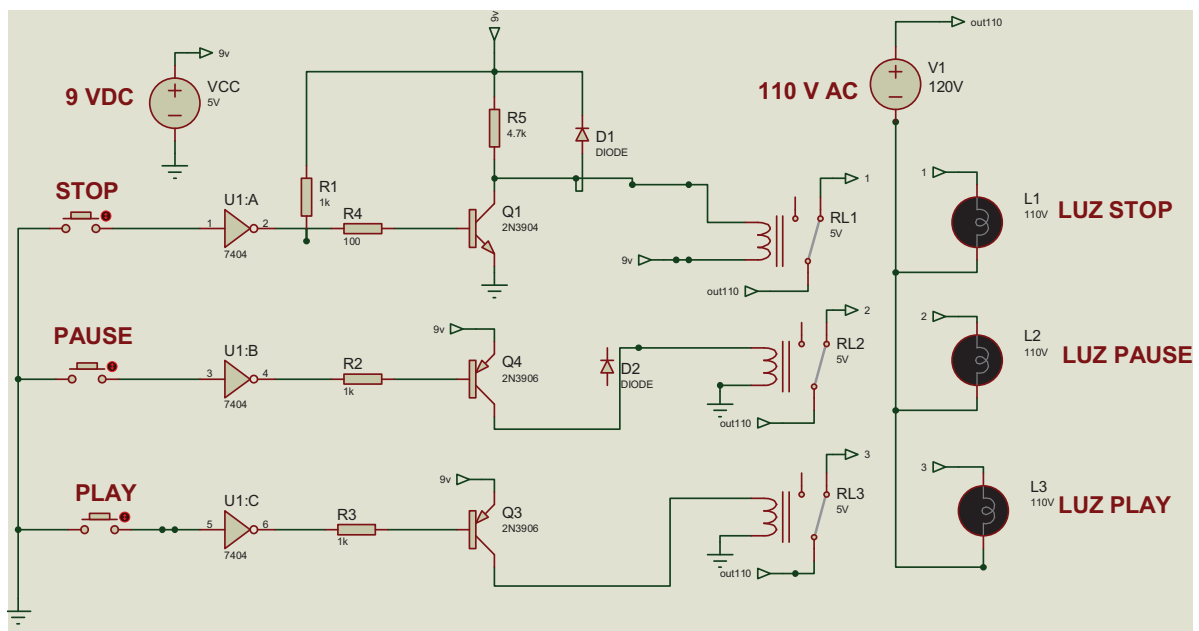 9v
9 VDC
VCC
5V
9v
R5
4.7k
D1
DIODE
out110
110 V AC
V1
120V
STOP
U1:A
1
2
7404
R1
1k
R4
100
Q1
2N3904
9v
1
RL1
5V
out110
1
L1
110V
LUZ STOP
PAUSE
U1:B
3
4
7404
R2
1k
9v
Q4
2N3906
D2
DIODE
2
RL2
5V
out110
2
L2
110V
LUZ PAUSE
PLAY
U1:C
5
6
7404
R3
1k
9v
Q3
2N3906
3
RL3
5V
out110
3
L3
110V
LUZ PLAY